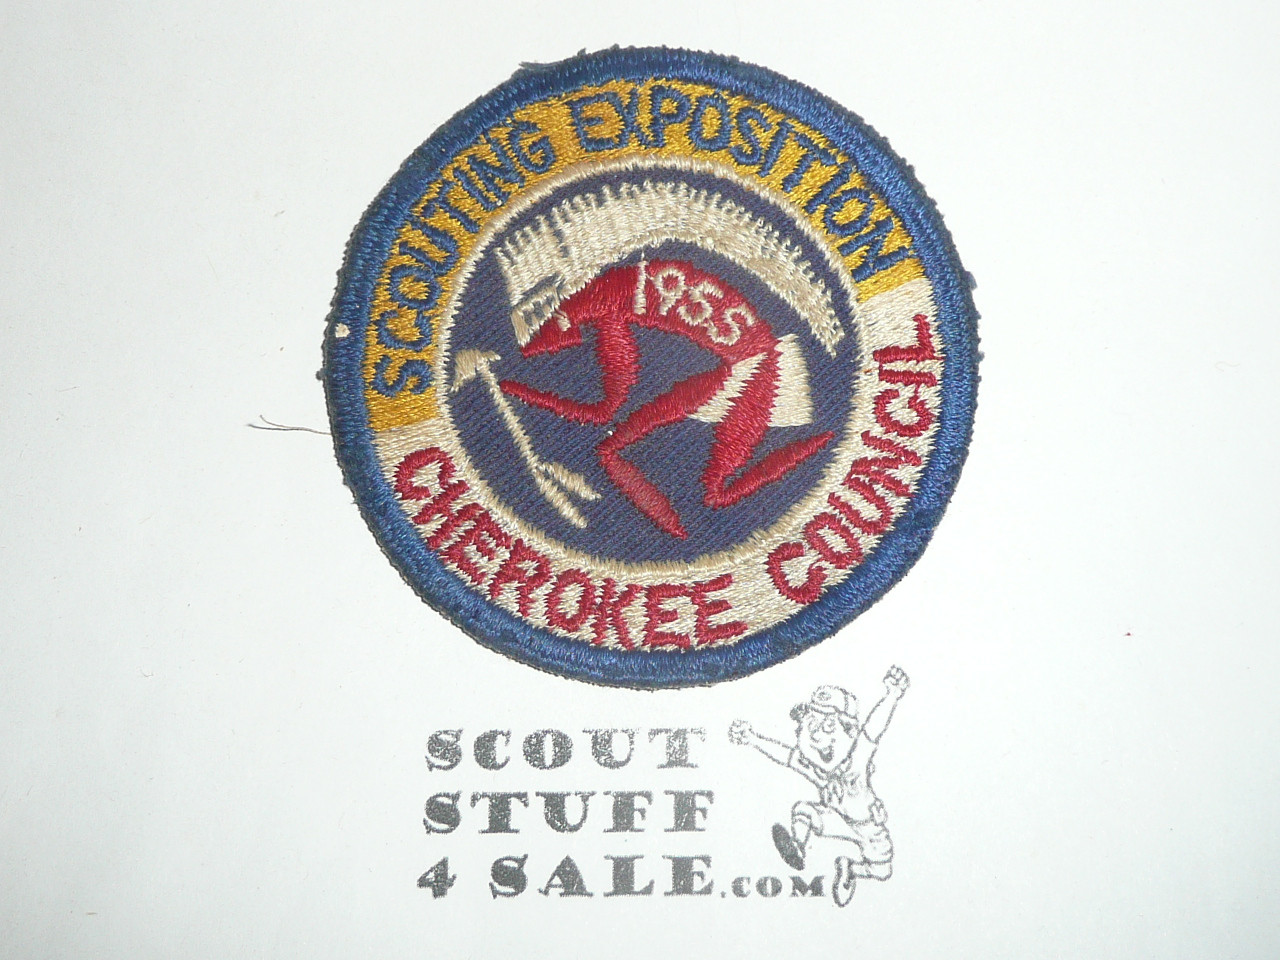 SCOUTING EXPOSITION
1955
CHEROKEE COUNCIL
SCOUT
STUFF
4 SALE.COM